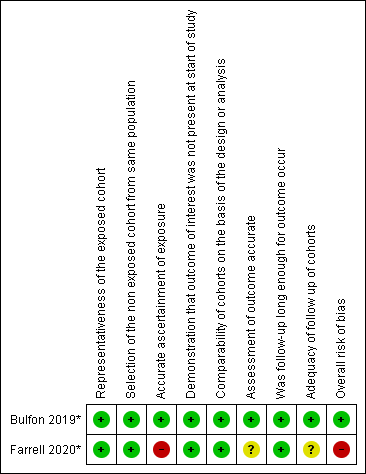 Representativeness of the exposed cohort
Selection of the non exposed cohort from same population
Accurate ascertainment of exposure
Demonstration that outcome of interest was not present at start of study
Comparability of cohorts on the basis of the design or analysis
Assessment of outcome accurate
Was follow-up long enough for outcome occur
Adequacy of follow up of cohorts
Overall risk of bias
Bulfon 2019* + + + + + + + + +
Farrell 2020* + + - + + ? + ? -